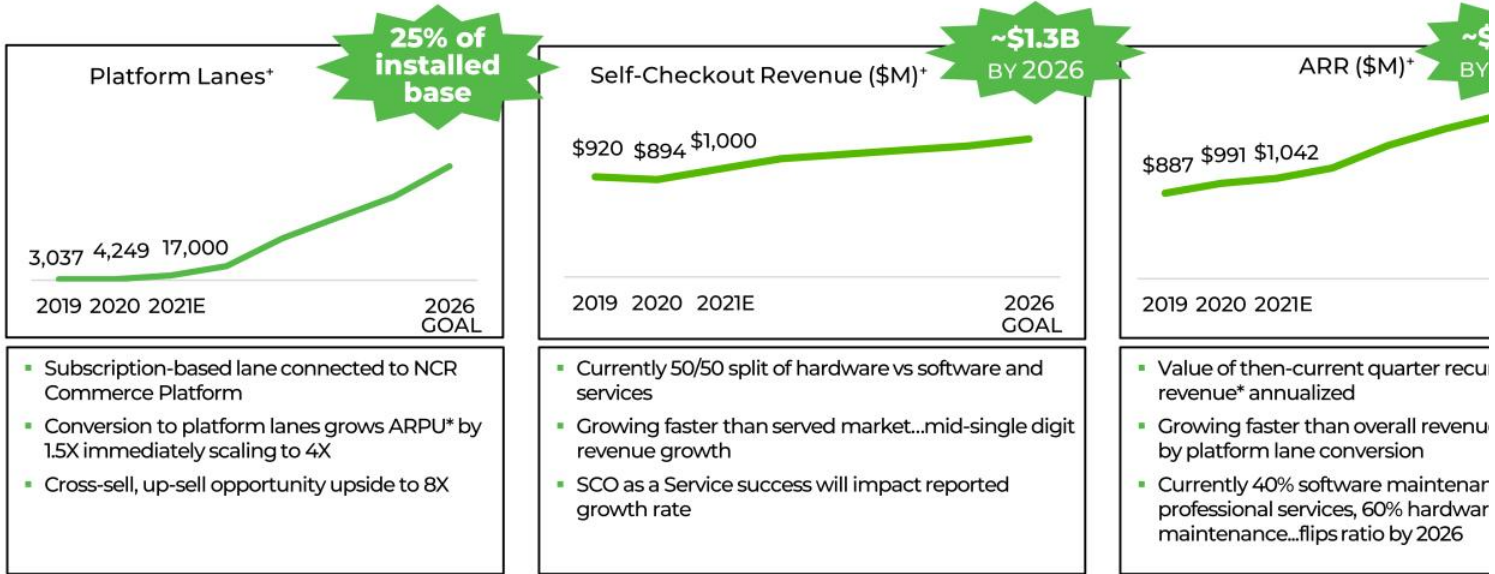 25% of
installed
base
Platform Lanes⁺
3,037 4,249 17,000
2019 2020 2021E
2026
GOAL
▪ Subscription-based lane connected to NCR
Commerce Platform
▪ Conversion to platform lanes grows ARPU* by
1.5X immediately scaling to 4X
▪ Cross-sell, up-sell opportunity upside to 8X
~$1.3B
BY 2026
Self-Checkout Revenue ($M)⁺
$920 $894 $1,000
2019 2020 2021E
2026
GOAL
▪ Currently 50/50 split of hardware vs software and
services
▪ Growing faster than served market...mid-single digit
revenue growth
▪ SCO as a Service success will impact reported
growth rate
~$
BY
ARR ($M)⁺
$887 $991 $1,042
2019 2020 2021E
▪ Value of then-current quarter
revenue* annualized
▪ Growing faster than overall
by platform lane conversion
▪ Currently 40% software
professional services, 60%
maintenance...flips ratio by 2026